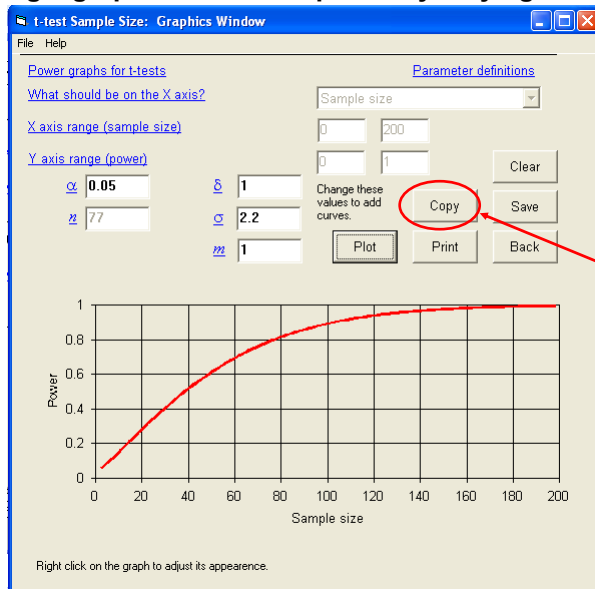 t-test Sample Size: Graphics Window
File Help
Power graphs for t-tests
Parameter definitions
What should be on the X axis?
Sample size
X axis range (sample size)
0 200
Y axis range (power)
0 1
Clear
α 0.05
δ 1
Change these
values to add
curves.
Copy
Save
n 77
σ 2.2
m 1
Plot
Print
Back
1
0.8
0.6
0.4
0.2
0
Power
0 20 40 60 80 100 120 140 160 180 200
Sample size
Right click on the graph to adjust its appearence.